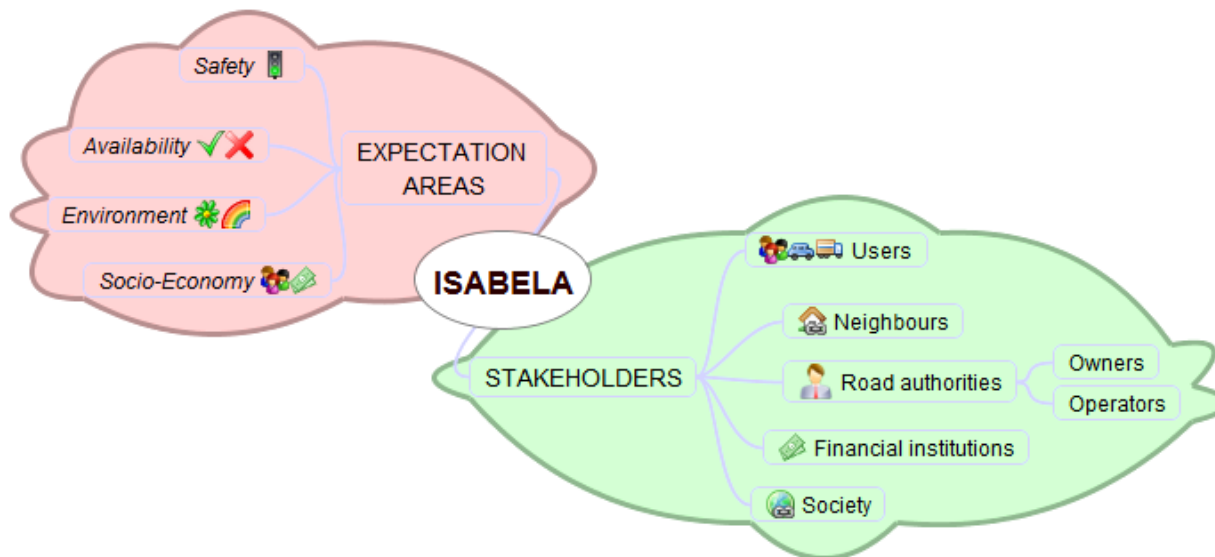 Safety
Availability
Environment
Socio-Economy
EXPECTATION
AREAS
ISABELA
STAKEHOLDERS
Users
Neighbours
Road authorities
Owners
Operators
Financial institutions
Society